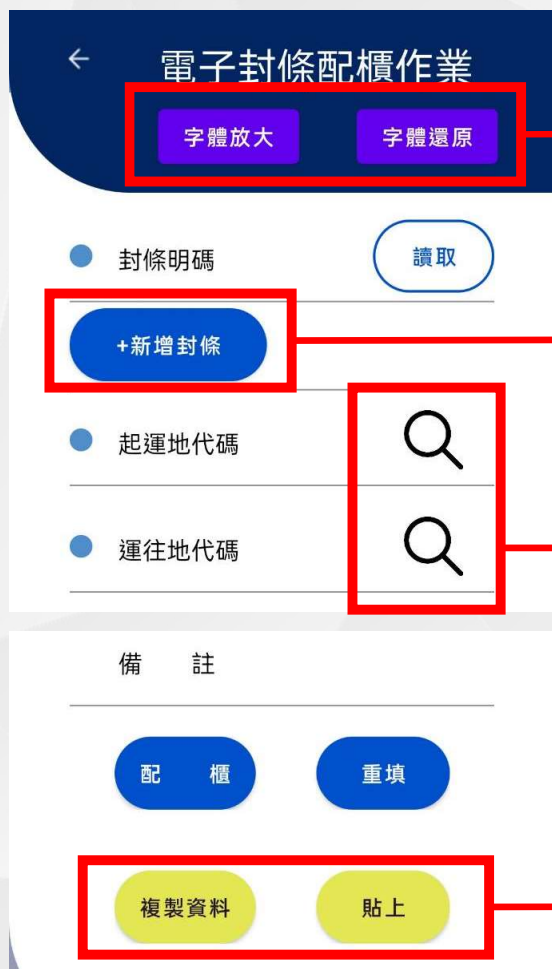 電子封條配櫃作業
字體放大 字體還原
封條明碼 讀取
+新增封條
起運地代碼
運往地代碼
備 註
配 櫃 重填
複製資料 貼上